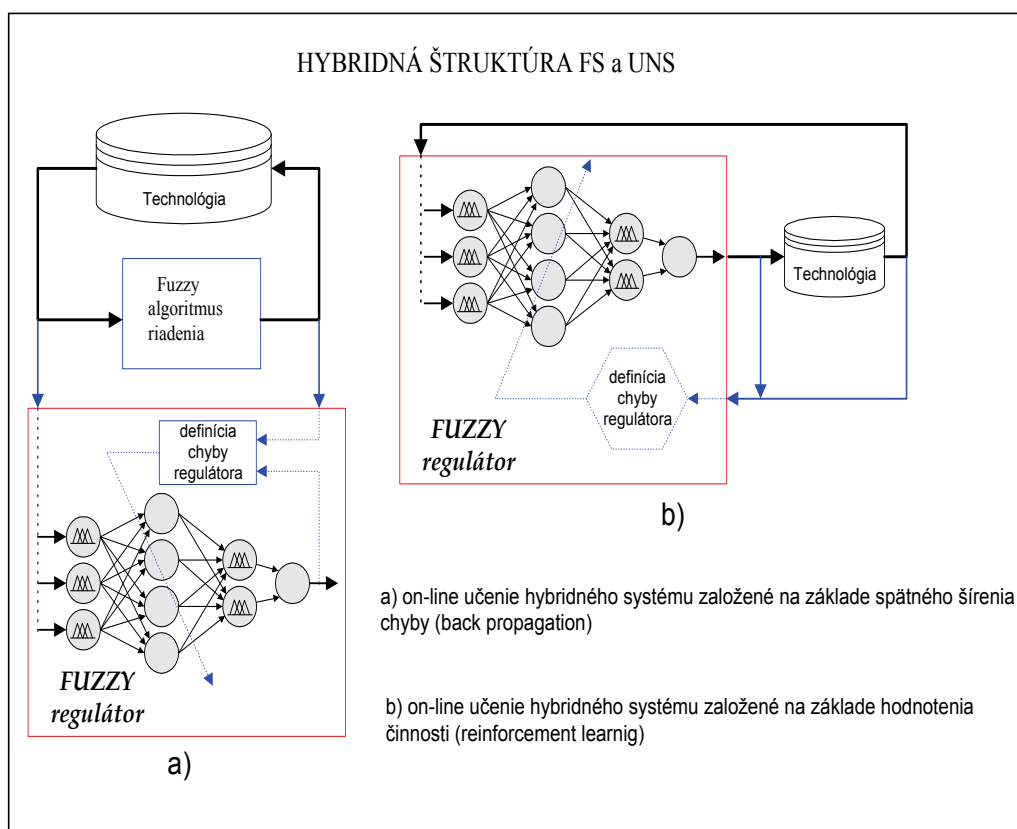 HYBRIDNÁ ŠTRUKTÚRA FS a UNS
Technológia
Fuzzy
algoritmus
riadenia
definícia
chyby
regulátora
FUZZY
regulátor
a)
Technológia
definícia
chyby
regulátora
FUZZY
regulátor
b)
a) on-line učenie hybridného systému založené na základe spätného šírenia
chyby (back propagation)
b) on-line učenie hybridného systému založené na základe hodnotenia
činnosti (reinforcement learnig)